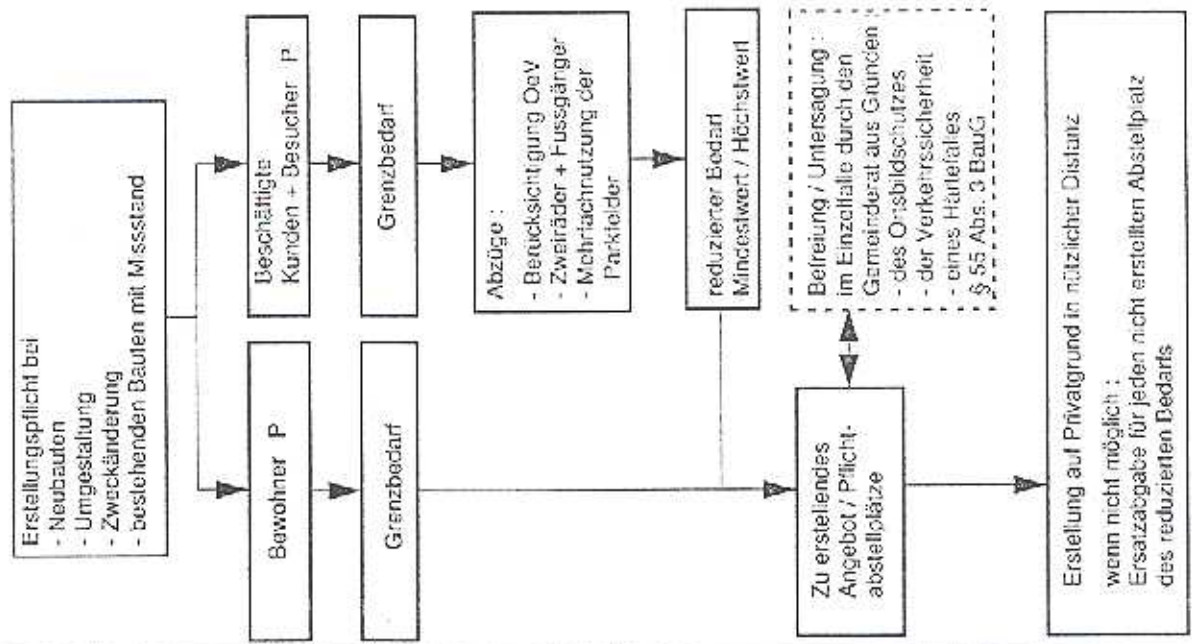 Erstellungspflicht bei
- Neubauten
- Umgestaltung
- Zweckänderung
- bestehenden Bauten mit Missstand
Bewohner P
Beschäftigte
Kunden + Besucher P
Grenzbedarf
Grenzbedarf
Abzüge :
- Berücksichtigung OeV
- Zweiräder + Fussgänger
- Mehrfachnutzung der
Parkfelder
reduzierter Bedarf
Mindestwert / Höchstwert
Zu erstellendes
Angebot / Pflicht-
abstellplätze
Befreiung / Untersagung :
im Einzelfalle durch den
Gemeinderat aus Gründen
- des Ortsbildschutzes
- der Verkehrssicherheit
- eines Härtefalles
§ 55 Abs. 3 BauG
Erstellung auf Privatgrund in nützlicher Distanz
wenn nicht möglich :
Ersatzabgabe für jeden nicht erstellten Abstellplatz
des reduzierten Bedarfs